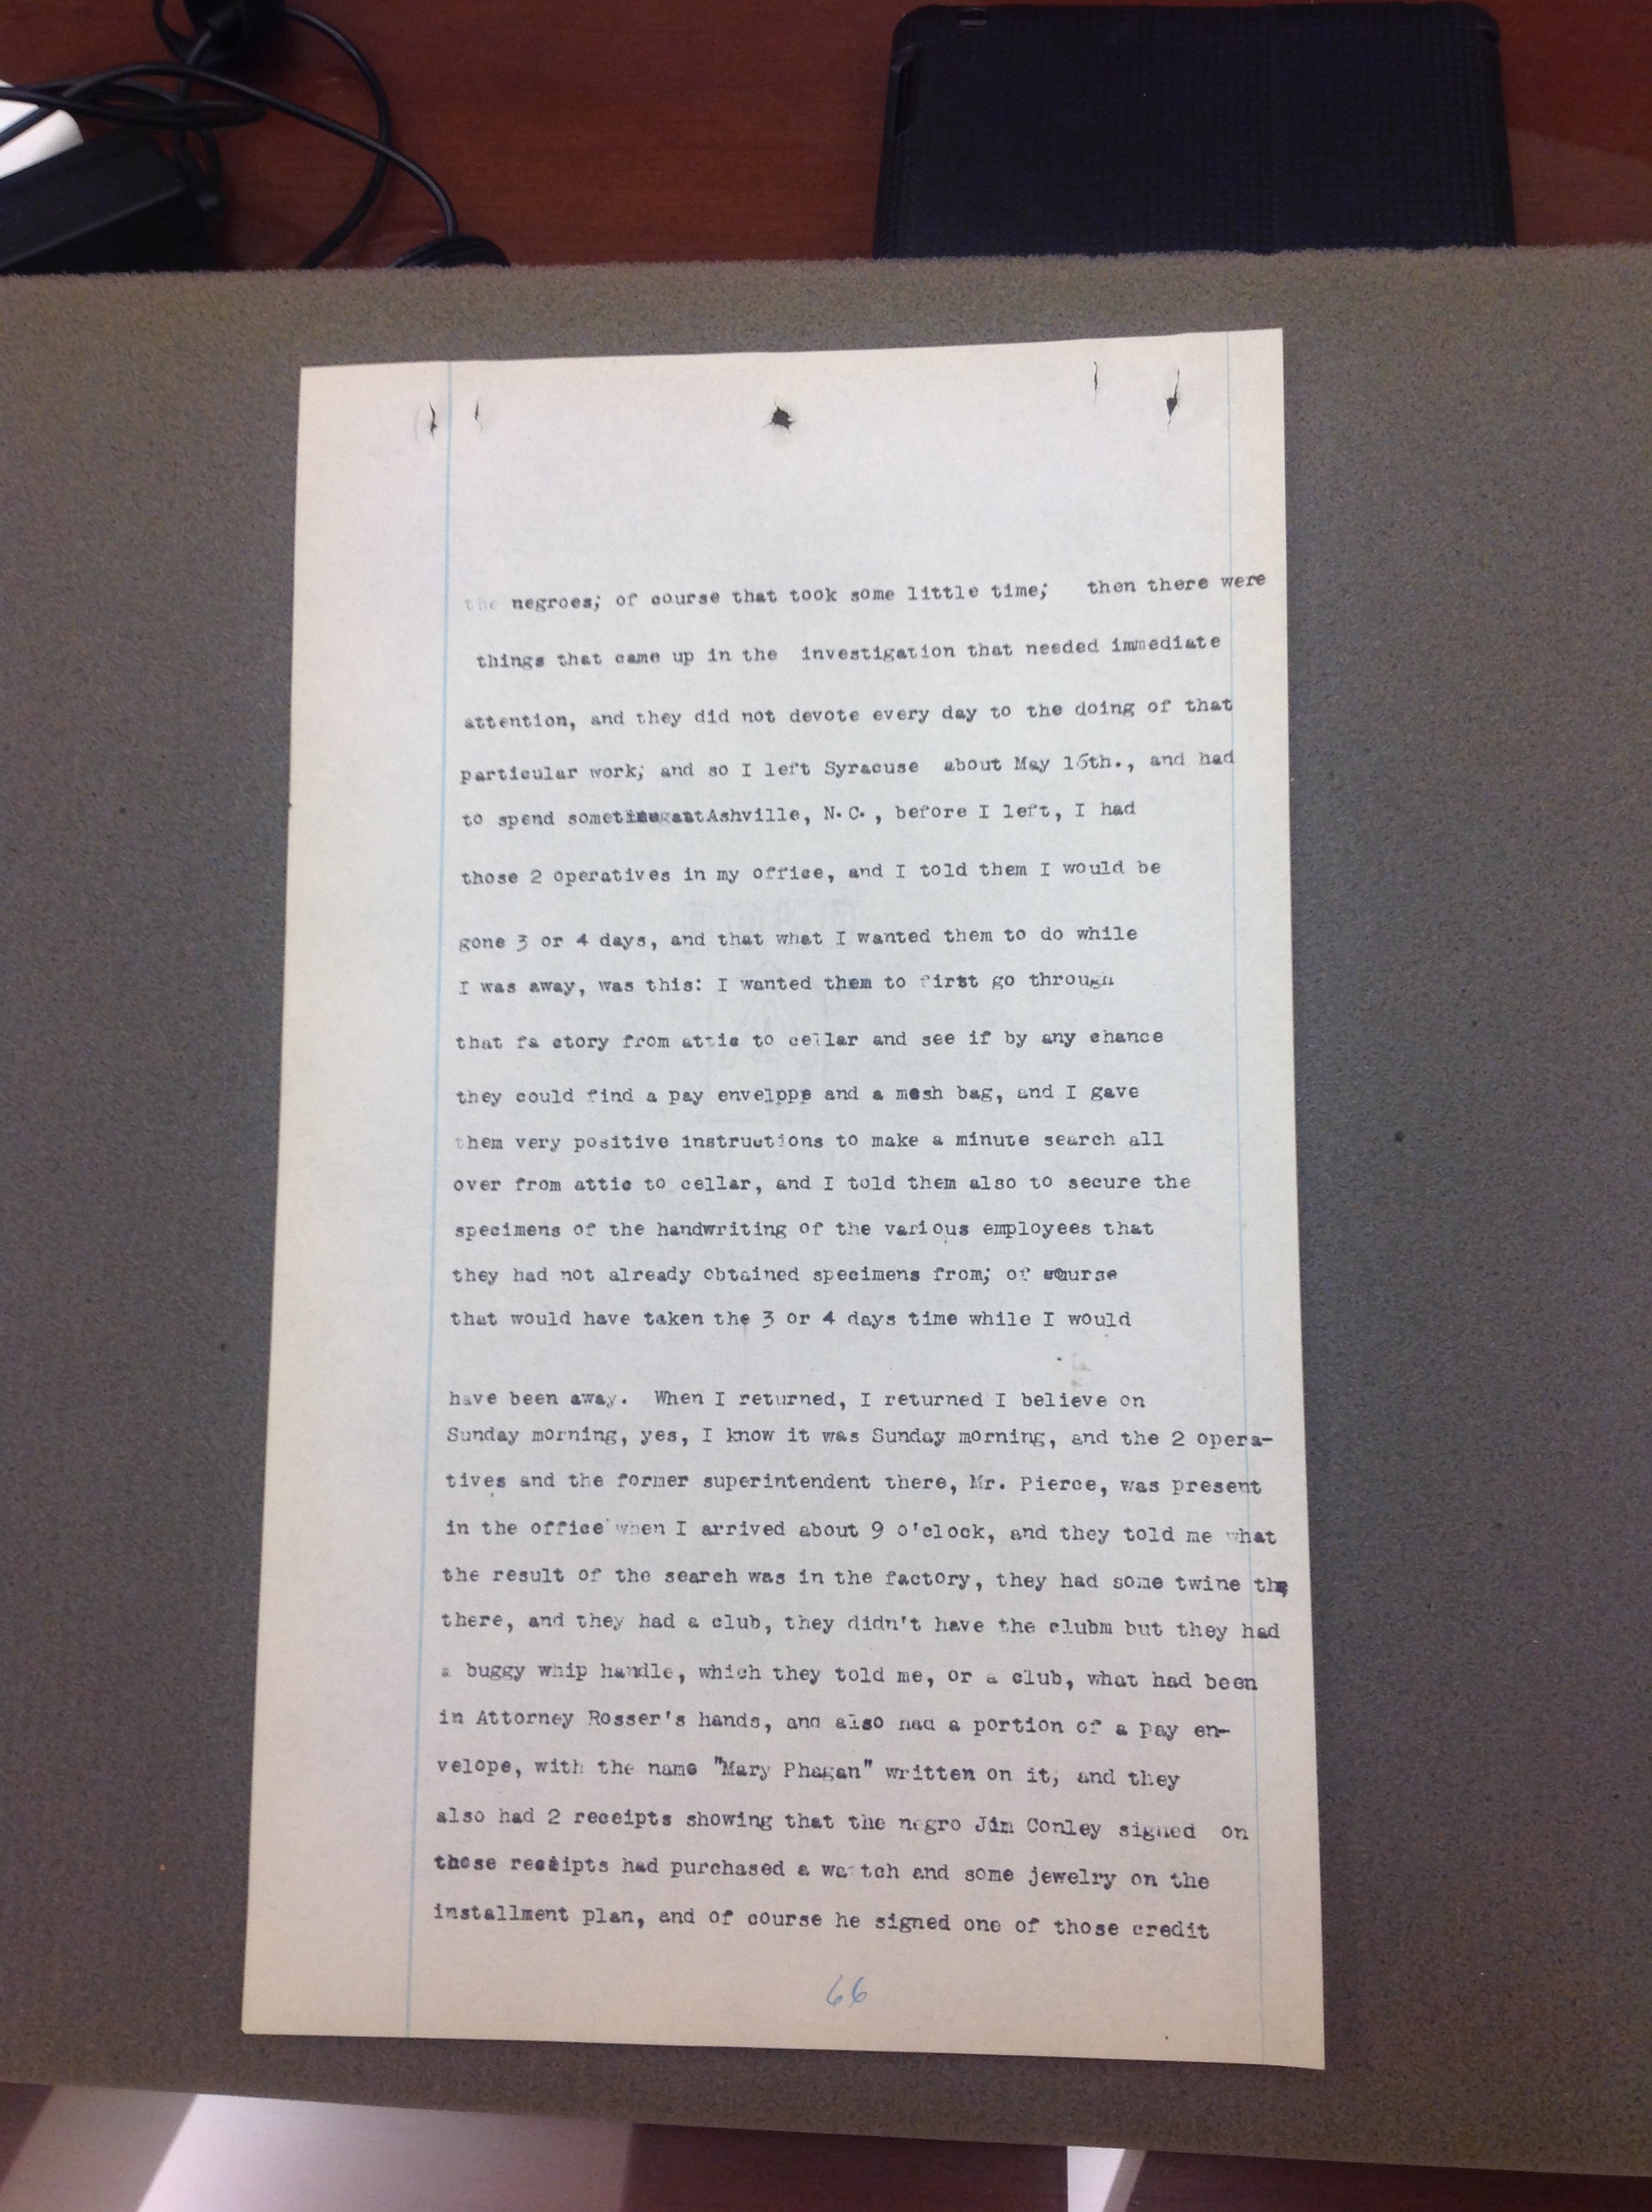 the negroes; of course that took some little time; then there were
things that came up in the investigation that needed immediate
attention, and they did not devote every day to the doing of that
particular work; and so I left Syracuse about May 16th., and had
to spend some at Ashville, N.C., before I left, I had
those 2 operatives in my office, and I told them I would be
gone 3 or 4 days, and that what I wanted them to do while
I was away, was this: I wanted them to first go through
that fa ctory from attic to cellar and see if by any chance
they could find a pay envelppe and a mesh bag, and I gave
them very positive instructions to make a minute search all
over from attic to cellar, and I told them also to secure the
specimens of the handwriting of the various employees that
they had not already obtained specimens from; of course
that would have taken the 3 or 4 days time while I would
have been away. When I returned, I returned I believe on
Sunday morning, yes, I know it was Sunday morning, and the 2 opera-
tives and the former superintendent there, Mr. Pierce, was present
in the office when I arrived about 9 o'clock, and they told me what
the result of the search was in the factory, they had some twine the
there, and they had a club, they didn't have the clubm but they had
a buggy whip handle, which they told me, or a club, what had been
in Attorney Rosser's hands, and also had a portion of a pay en-
velope, with the name "Mary Phagan" written on it, and they
also had 2 receipts showing that the negro Jim Conley signed on
those receipts had purchased a wa tch and some jewelry on the
installment plan, and of course he signed one of those credit
66